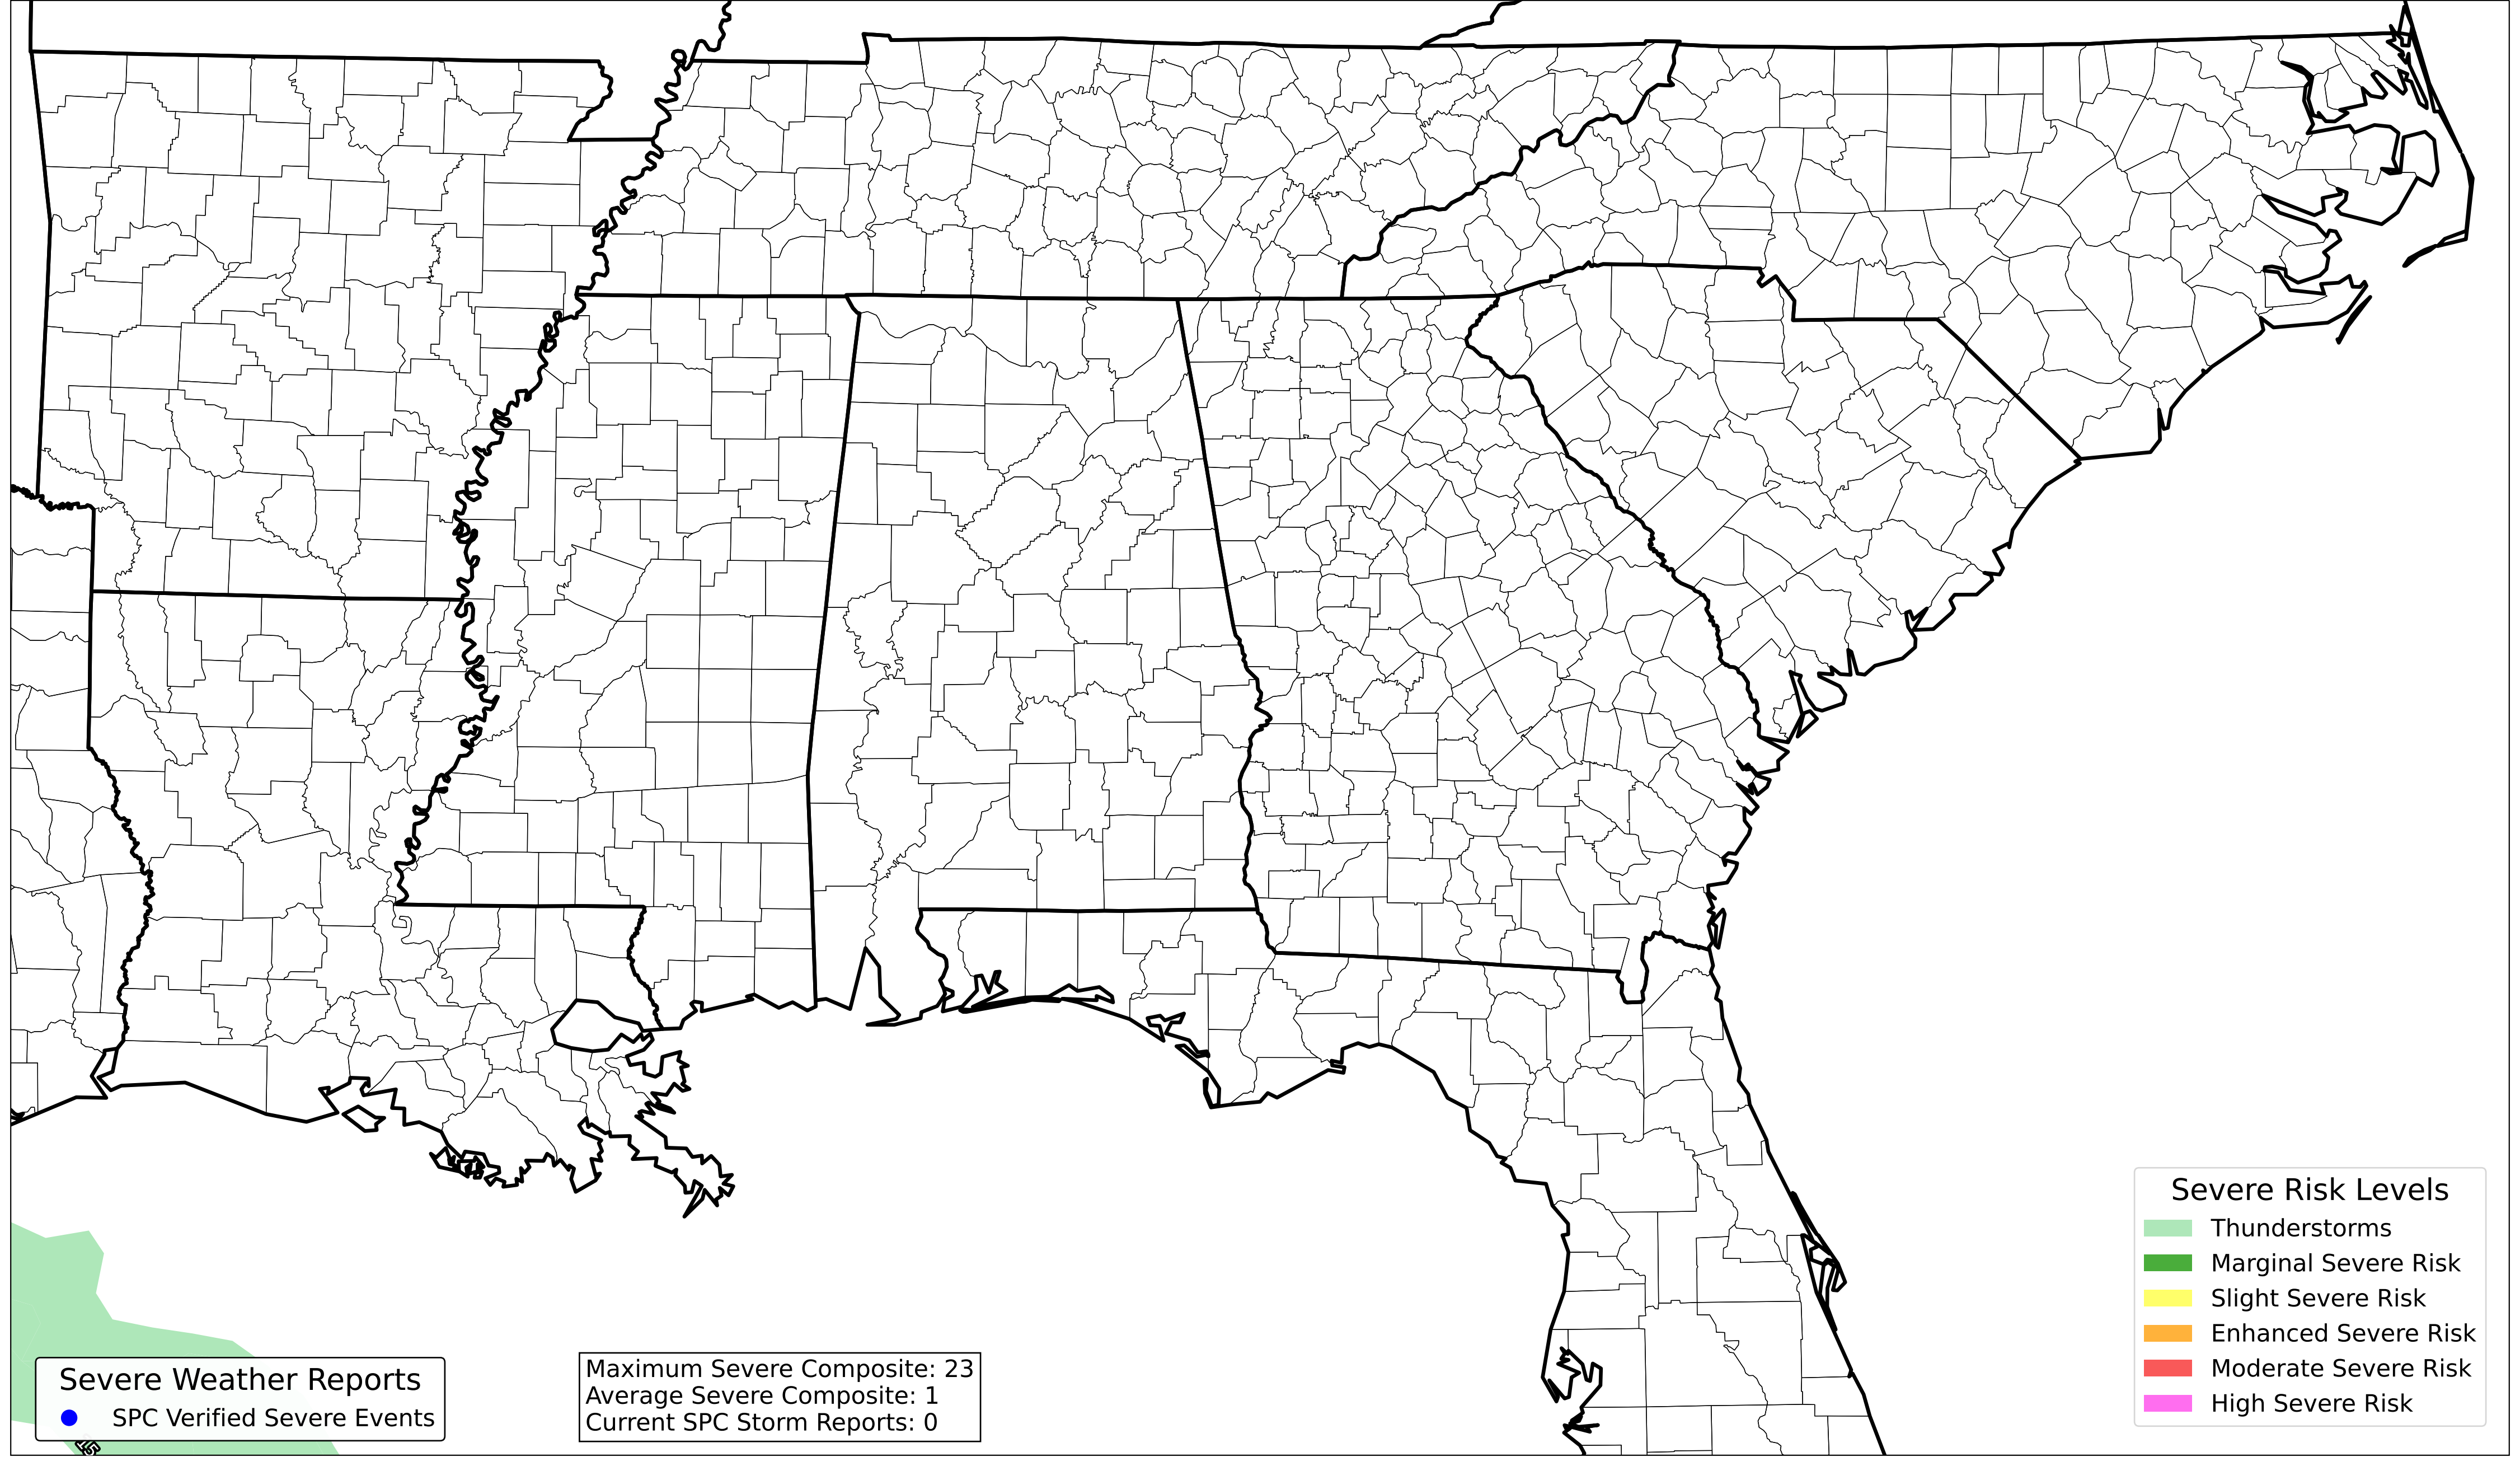 Severe Risk Levels
Thunderstorms
Marginal Severe Risk
Slight Severe Risk
Enhanced Severe Risk
Moderate Severe Risk
High Severe Risk
Severe Weather Reports
SPC Verified Severe Events
Maximum Severe Composite: 23
Average Severe Composite: 1
Current SPC Storm Reports: 0